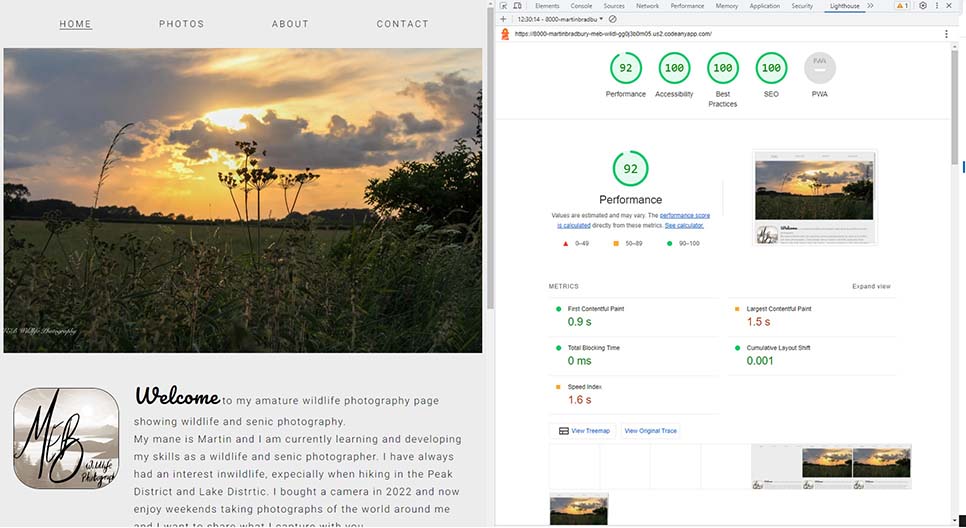 HOME PHOTOS ABOUT CONTACT
MEB Wildlife Photography
MEB
Wildlife
Photograph
Welcome to my amature wildlife photography page
showing wildlife and senic photography.
My mane is Martin and I am currently learning and developing
my skills as a wildlife and senic photographer. I have always
had an interest inwildlife, expecially when hiking in the Peak
District and Lake Distrtic. I bought a camera in 2022 and now
enjoy weekends taking photographs of the world around me
and I want to share what I capture with you.
Elements Console Sources Network Performance Memory Application Security Lighthouse 1
12:30:14 - 8000-martinbradbu
https://8000-martinbradbury-meb-wildl-gg0j3b0m05.us2.codeanyapp.com/
92 100 100 100 PWA
Performance Accessibility Best Practices SEO PWA
92
Performance
Values are estimated and may vary. The performance score
is calculated directly from these metrics. See calculator.
0–49 50–89 90–100
METRICS Expand view
First Contentful Paint
0.9 s
Largest Contentful Paint
1.5 s
Total Blocking Time
0 ms
Cumulative Layout Shift
0.001
Speed Index
1.6 s
View Treemap View Original Trace